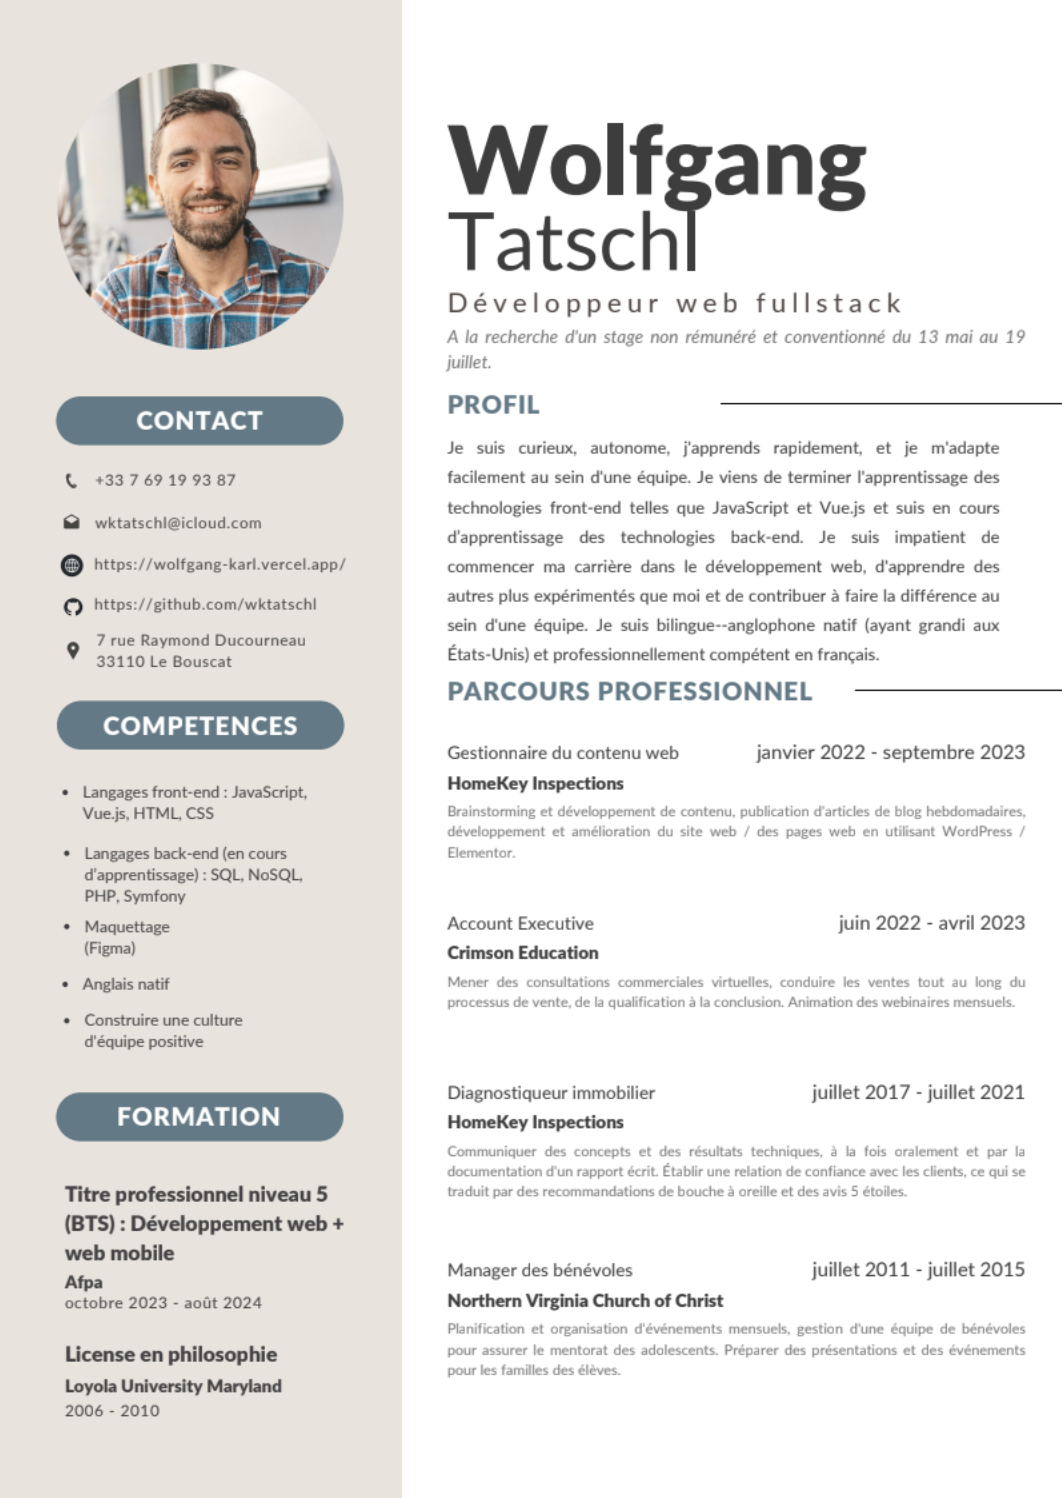 Wolfgang
Tatschl
Développeur web fullstack
A la recherche d'un stage non rémunéré et conventionné du 13 mai au 19
juillet.
CONTACT
+33 7 69 19 93 87
wktatschl@icloud.com
https://wolfgang-karl.vercel.app/
https://github.com/wktatschl
7 rue Raymond Ducourneau
33110 Le Bouscat
COMPETENCES
• Langages front-end : JavaScript,
Vue.js, HTML, CSS
• Langages back-end (en cours
d'apprentissage) : SQL, NoSQL,
PHP, Symfony
• Maquettage
(Figma)
• Anglais natif
• Construire une culture
d'équipe positive
FORMATION
Titre professionnel niveau 5
(BTS) : Développement web +
web mobile
Afpa
octobre 2023 - août 2024
License en philosophie
Loyola University Maryland
2006 - 2010
PROFIL
Je suis curieux, autonome, j'apprends rapidement, et je m'adapte
facilement au sein d'une équipe. Je viens de terminer l'apprentissage des
technologies front-end telles que JavaScript et Vue.js et suis en cours
d'apprentissage des technologies back-end. Je suis impatient de
commencer ma carrière dans le développement web, d'apprendre des
autres plus expérimentés que moi et de contribuer à faire la différence au
sein d'une équipe. Je suis bilingue--anglophone natif (ayant grandi aux
États-Unis) et professionnellement compétent en français.
PARCOURS PROFESSIONNEL
Gestionnaire du contenu web janvier 2022 - septembre 2023
HomeKey Inspections
Brainstorming et développement de contenu, publication d'articles de blog hebdomadaires,
développement et amélioration du site web / des pages web en utilisant WordPress /
Elementor.
Account Executive juin 2022 - avril 2023
Crimson Education
Mener des consultations commerciales virtuelles, conduire les ventes tout au long du
processus de vente, de la qualification à la conclusion. Animation des webinaires mensuels.
Diagnostiqueur immobilier juillet 2017 - juillet 2021
HomeKey Inspections
Communiquer des concepts et des résultats techniques, à la fois oralement et par la
documentation d'un rapport écrit. Établir une relation de confiance avec les clients, ce qui se
traduit par des recommandations de bouche à oreille et des avis 5 étoiles.
Manager des bénévoles juillet 2011 - juillet 2015
Northern Virginia Church of Christ
Planification et organisation d'événements mensuels, gestion d'une équipe de bénévoles
pour assurer le mentorat des adolescents. Préparer des présentations et des événements
pour les familles des élèves.